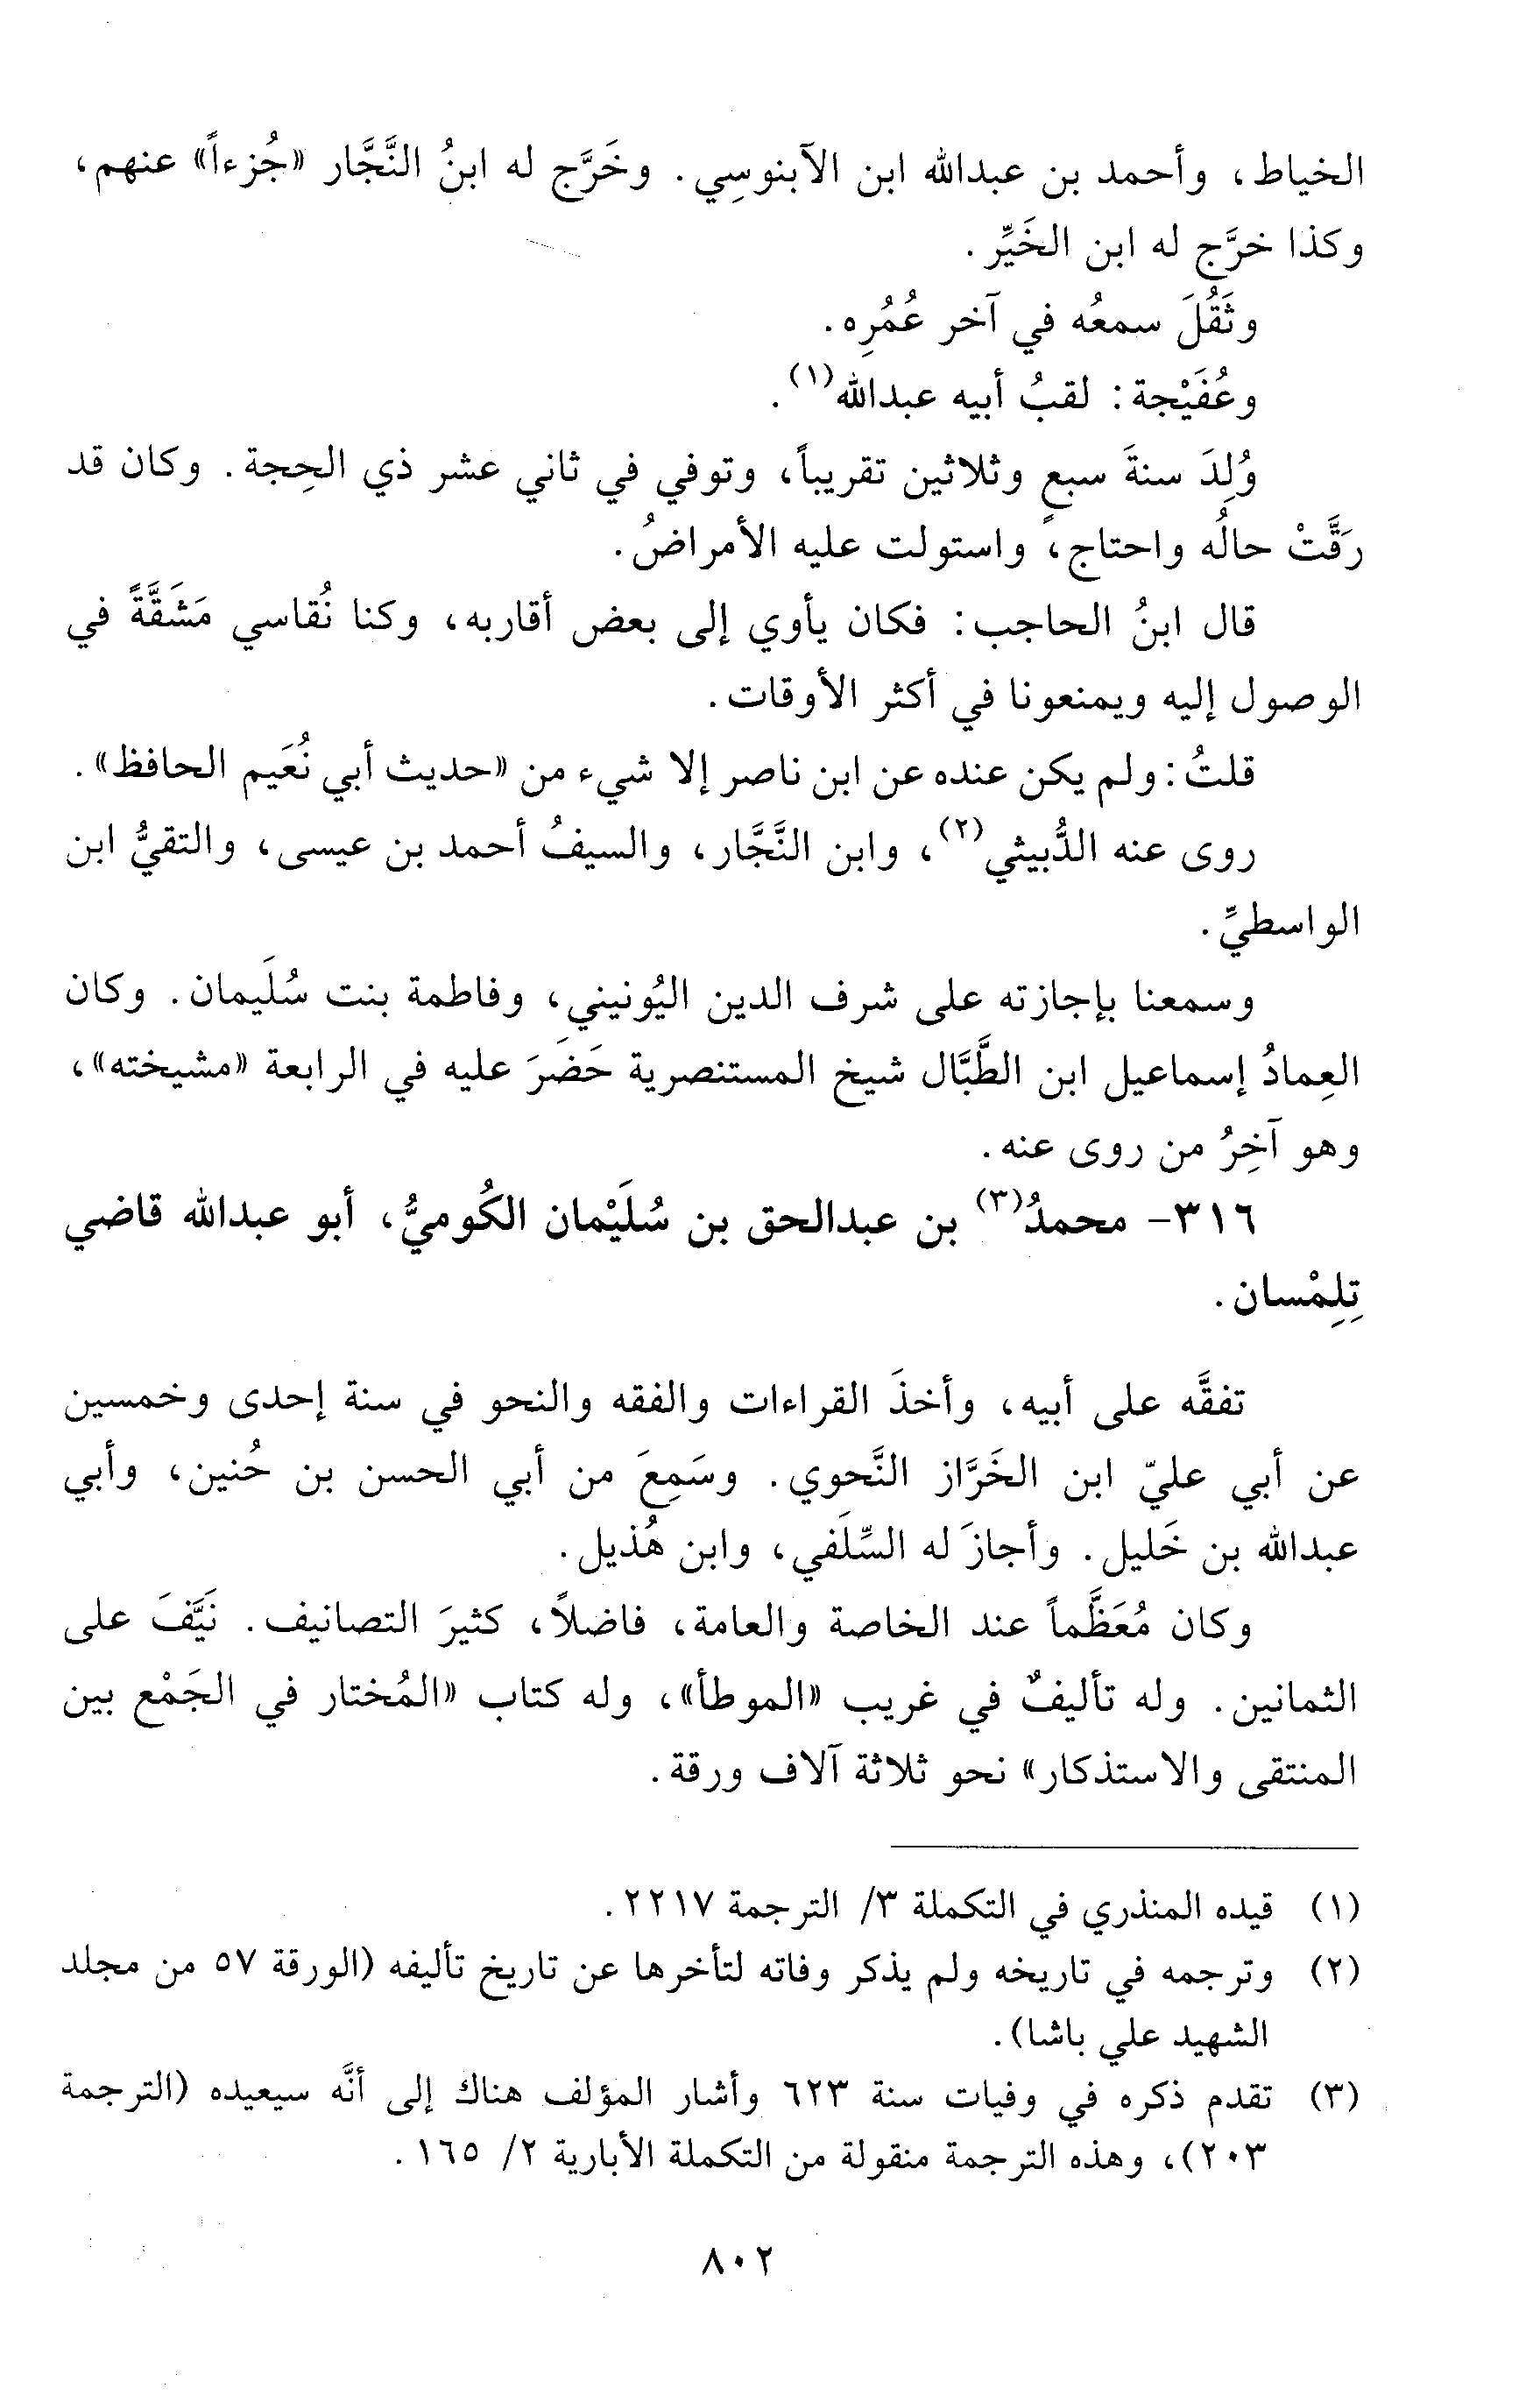 الخياط، وأحمد بن عبدالله ابن الآبنوسِي. وخَرَّج له ابنُ النَّجَّار «جُزءاً» عنهم،
وكذا خرَّج له ابن الخَيِّر.
وثَقُلَ سمعُه في آخر عُمُرِه.
وعُفَيْجة: لقبُ أبيه عبدالله(١).
وُلِدَ سنةَ سبعٍ وثلاثين تقريباً، وتوفي في ثاني عشر ذي الحِجة. وكان قد
رَقَّتْ حالُه واحتاج، واستولت عليه الأمراضُ.
قال ابنُ الحاجب: فكان يأوي إلى بعض أقاربه، وكنا نُقاسي مَشَقَّةً في
الوصول إليه ويمنعونا في أكثر الأوقات.
قلتُ: ولم يكن عنده عن ابن ناصر إلا شيء من «حديث أبي نُعَيم الحافظ».
روى عنه الدُّبيثي(٢)، وابن النَّجَّار، والسيفُ أحمد بن عيسى، والتقيُّ ابن
الواسطيِّ.
وسمعنا بإجازته على شرف الدين اليُونيني، وفاطمة بنت سُلَيمان. وكان
العِمادُ إسماعيل ابن الطَّبَّال شيخ المستنصرية حَضَرَ عليه في الرابعة «مشيخته»،
وهو آخِرُ من روى عنه.
٣١٦- محمدُ(٣) بن عبدالحق بن سُلَيْمان الكُوميُّ، أبو عبدالله قاضي
تِلِمْسان.
تفقَّه على أبيه، وأخذَ القراءات والفقه والنحو في سنة إحدى وخمسين
عن أبي عليّ ابن الخَرَّاز النَّحوي. وسَمِعَ من أبي الحسن بن حُنين، وأبي
عبدالله بن خَليل. وأجازَ له السِّلَفي، وابن هُذيل.
وكان مُعَظَّماً عند الخاصة والعامة، فاضلاً، كثيرَ التصانيف. نَيَّفَ على
الثمانين. وله تأليفٌ في غريب «الموطأ»، وله كتاب «المُختار في الجَمْع بين
المنتقى والاستذكار» نحو ثلاثة آلاف ورقة.
(١) قيده المنذري في التكملة ٣/ الترجمة ٢٢١٧.
(٢) وترجمه في تاريخه ولم يذكر وفاته لتأخرها عن تاريخ تأليفه (الورقة ٥٧ من مجلد
الشهيد علي باشا).
(٣) تقدم ذكره في وفيات سنة ٦٢٣ وأشار المؤلف هناك إلى أنَّه سيعيده (الترجمة
٢٠٣)، وهذه الترجمة منقولة من التكملة الأبارية ٢/ ١٦٥.
٨٠٢